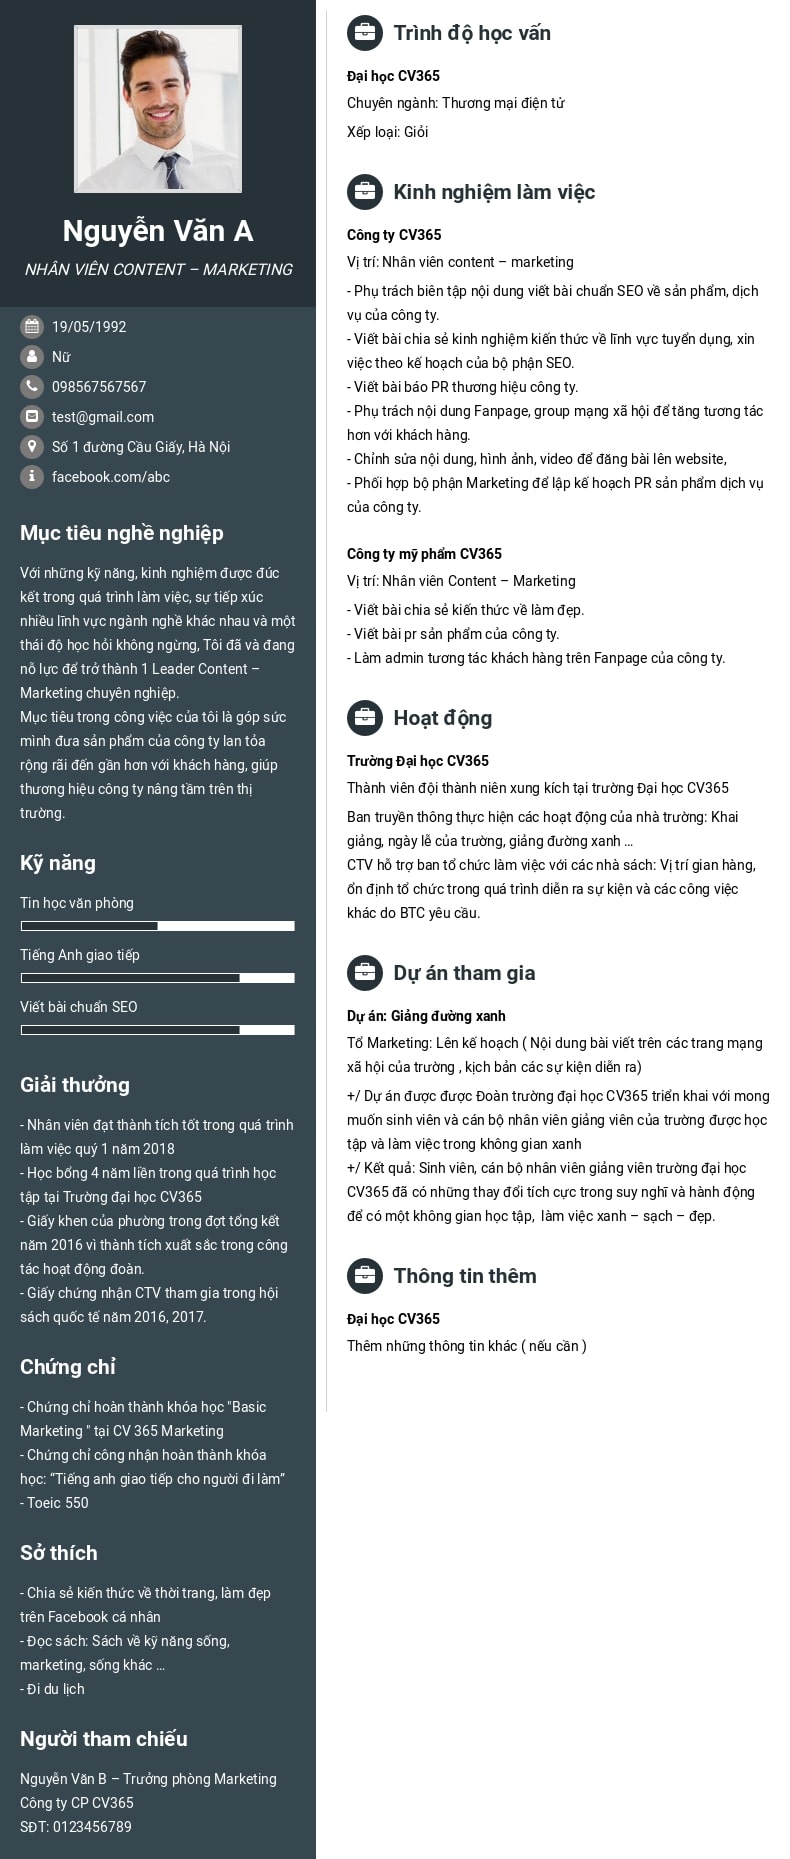 Nguyễn Văn A
NHÂN VIÊN CONTENT – MARKETING
19/05/1992
Nữ
098567567567
test@gmail.com
Số 1 đường Cầu Giấy, Hà Nội
facebook.com/abc
Mục tiêu nghề nghiệp
Với những kỹ năng, kinh nghiệm được đúc
kết trong quá trình làm việc, sự tiếp xúc
nhiều lĩnh vực ngành nghề khác nhau và một
thái độ học hỏi không ngừng, Tôi đã và đang
nỗ lực để trở thành 1 Leader Content –
Marketing chuyên nghiệp.
Mục tiêu trong công việc của tôi là góp sức
mình đưa sản phẩm của công ty lan tỏa
rộng rãi đến gần hơn với khách hàng, giúp
thương hiệu công ty nâng tầm trên thị
trường.
Kỹ năng
Tin học văn phòng
Tiếng Anh giao tiếp
Viết bài chuẩn SEO
Giải thưởng
- Nhân viên đạt thành tích tốt trong quá trình
làm việc quý 1 năm 2018
- Học bổng 4 năm liền trong quá trình học
tập tại Trường đại học CV365
- Giấy khen của phường trong đợt tổng kết
năm 2016 vì thành tích xuất sắc trong công
tác hoạt động đoàn.
- Giấy chứng nhận CTV tham gia trong hội
sách quốc tế năm 2016, 2017.
Chứng chỉ
- Chứng chỉ hoàn thành khóa học "Basic
Marketing " tại CV 365 Marketing
- Chứng chỉ công nhận hoàn thành khóa
học: “Tiếng anh giao tiếp cho người đi làm”
- Toeic 550
Sở thích
- Chia sẻ kiến thức về thời trang, làm đẹp
trên Facebook cá nhân
- Đọc sách: Sách về kỹ năng sống,
marketing, sống khác ...
- Đi du lịch
Người tham chiếu
Nguyễn Văn B – Trưởng phòng Marketing
Công ty CP CV365
SĐT: 0123456789
Trình độ học vấn
Đại học CV365
Chuyên ngành: Thương mại điện tử
Xếp loại: Giỏi
Kinh nghiệm làm việc
Công ty CV365
Vị trí: Nhân viên content – marketing
- Phụ trách biên tập nội dung viết bài chuẩn SEO về sản phẩm, dịch
vụ của công ty.
- Viết bài chia sẻ kinh nghiệm kiến thức về lĩnh vực tuyển dụng, xin
việc theo kế hoạch của bộ phận SEO.
- Viết bài báo PR thương hiệu công ty.
- Phụ trách nội dung Fanpage, group mạng xã hội để tăng tương tác
hơn với khách hàng.
- Chỉnh sửa nội dung, hình ảnh, video để đăng bài lên website,
- Phối hợp bộ phận Marketing để lập kế hoạch PR sản phẩm dịch vụ
của công ty.
Công ty mỹ phẩm CV365
Vị trí: Nhân viên Content – Marketing
- Viết bài chia sẻ kiến thức về làm đẹp.
- Viết bài pr sản phẩm của công ty.
- Làm admin tương tác khách hàng trên Fanpage của công ty.
Hoạt động
Trường Đại học CV365
Thành viên đội thành niên xung kích tại trường Đại học CV365
Ban truyền thông thực hiện các hoạt động của nhà trường: Khai
giảng, ngày lễ của trường, giảng đường xanh ...
CTV hỗ trợ ban tổ chức làm việc với các nhà sách: Vị trí gian hàng,
ổn định tổ chức trong quá trình diễn ra sự kiện và các công việc
khác do BTC yêu cầu.
Dự án tham gia
Dự án: Giảng đường xanh
Tổ Marketing: Lên kế hoạch ( Nội dung bài viết trên các trang mạng
xã hội của trường , kịch bản các sự kiện diễn ra)
+/ Dự án được được Đoàn trường đại học CV365 triển khai với mong
muốn sinh viên và cán bộ nhân viên giảng viên của trường được học
tập và làm việc trong không gian xanh
+/ Kết quả: Sinh viên, cán bộ nhân viên giảng viên trường đại học
CV365 đã có những thay đổi tích cực trong suy nghĩ và hành động
để có một không gian học tập, làm việc xanh – sạch – đẹp.
Thông tin thêm
Đại học CV365
Thêm những thông tin khác ( nếu cần )